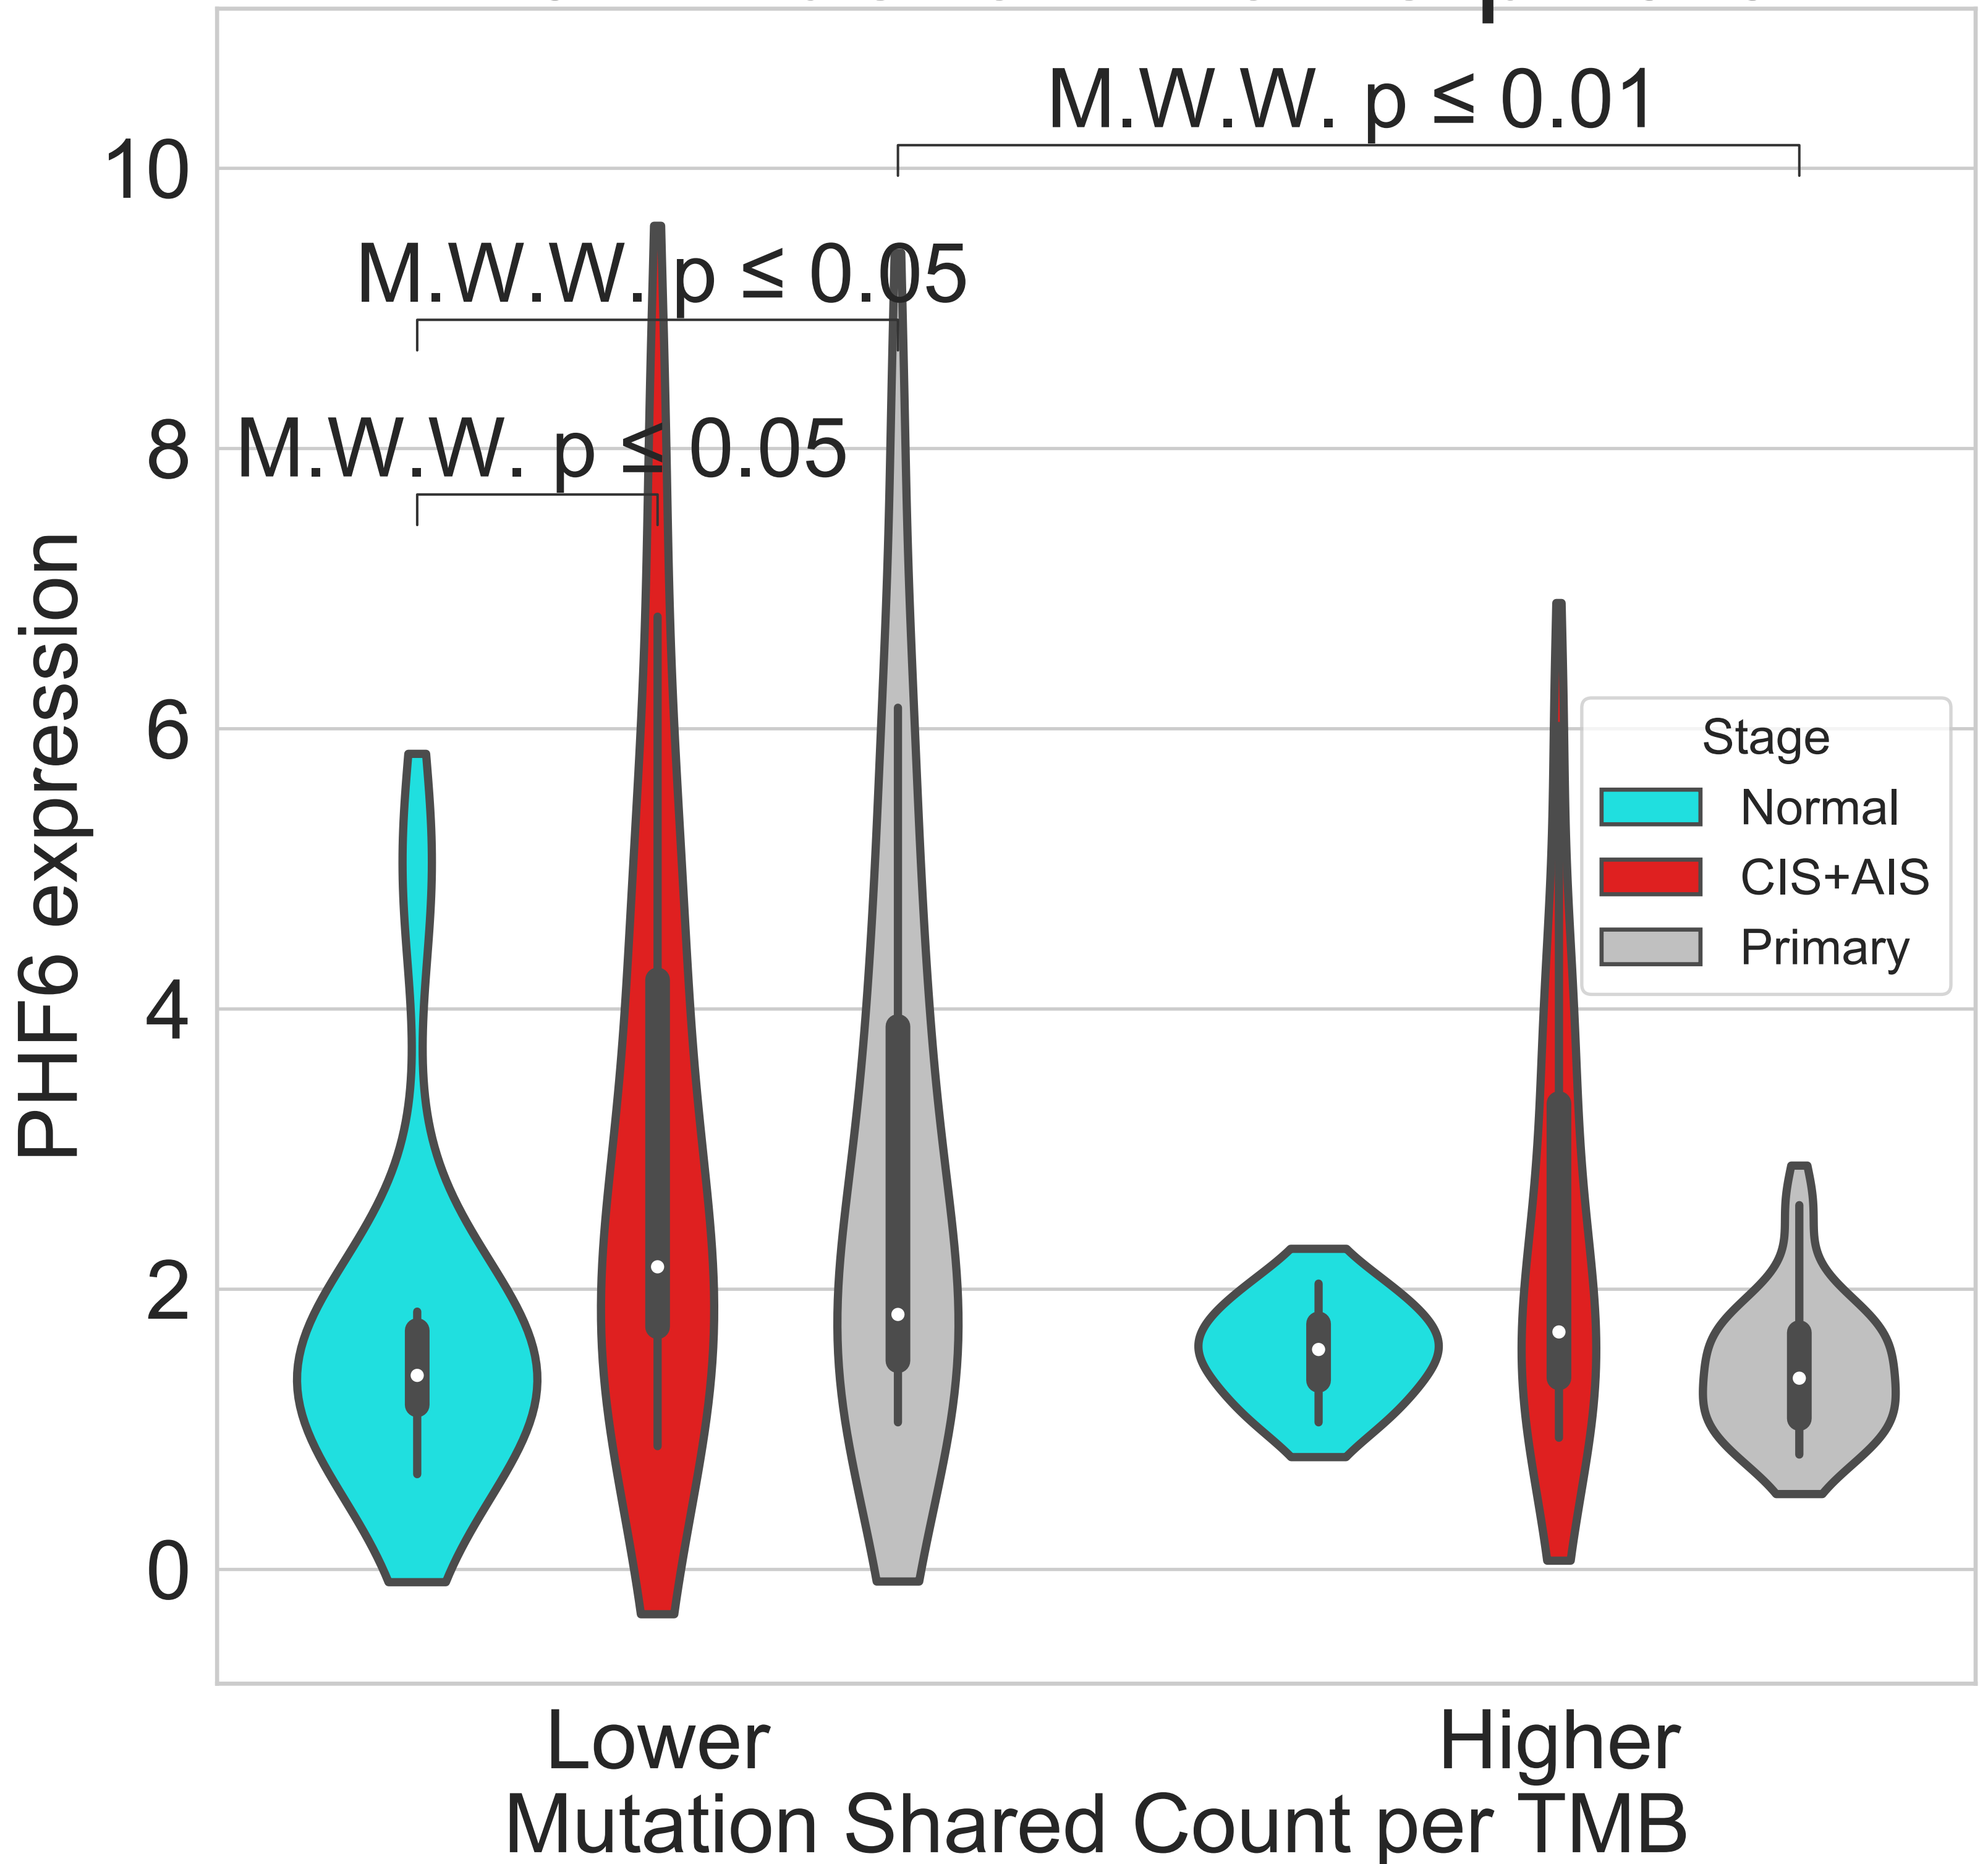 M.W.W. p ≤ 0.01
10
M.W.W. p ≤ 0.05
8
M.W.W. p ≤ 0.05
PHF6 expression
6
Stage
Normal
CIS+AIS
Primary
4
2
0
Lower
Higher
Mutation Shared Count per TMB